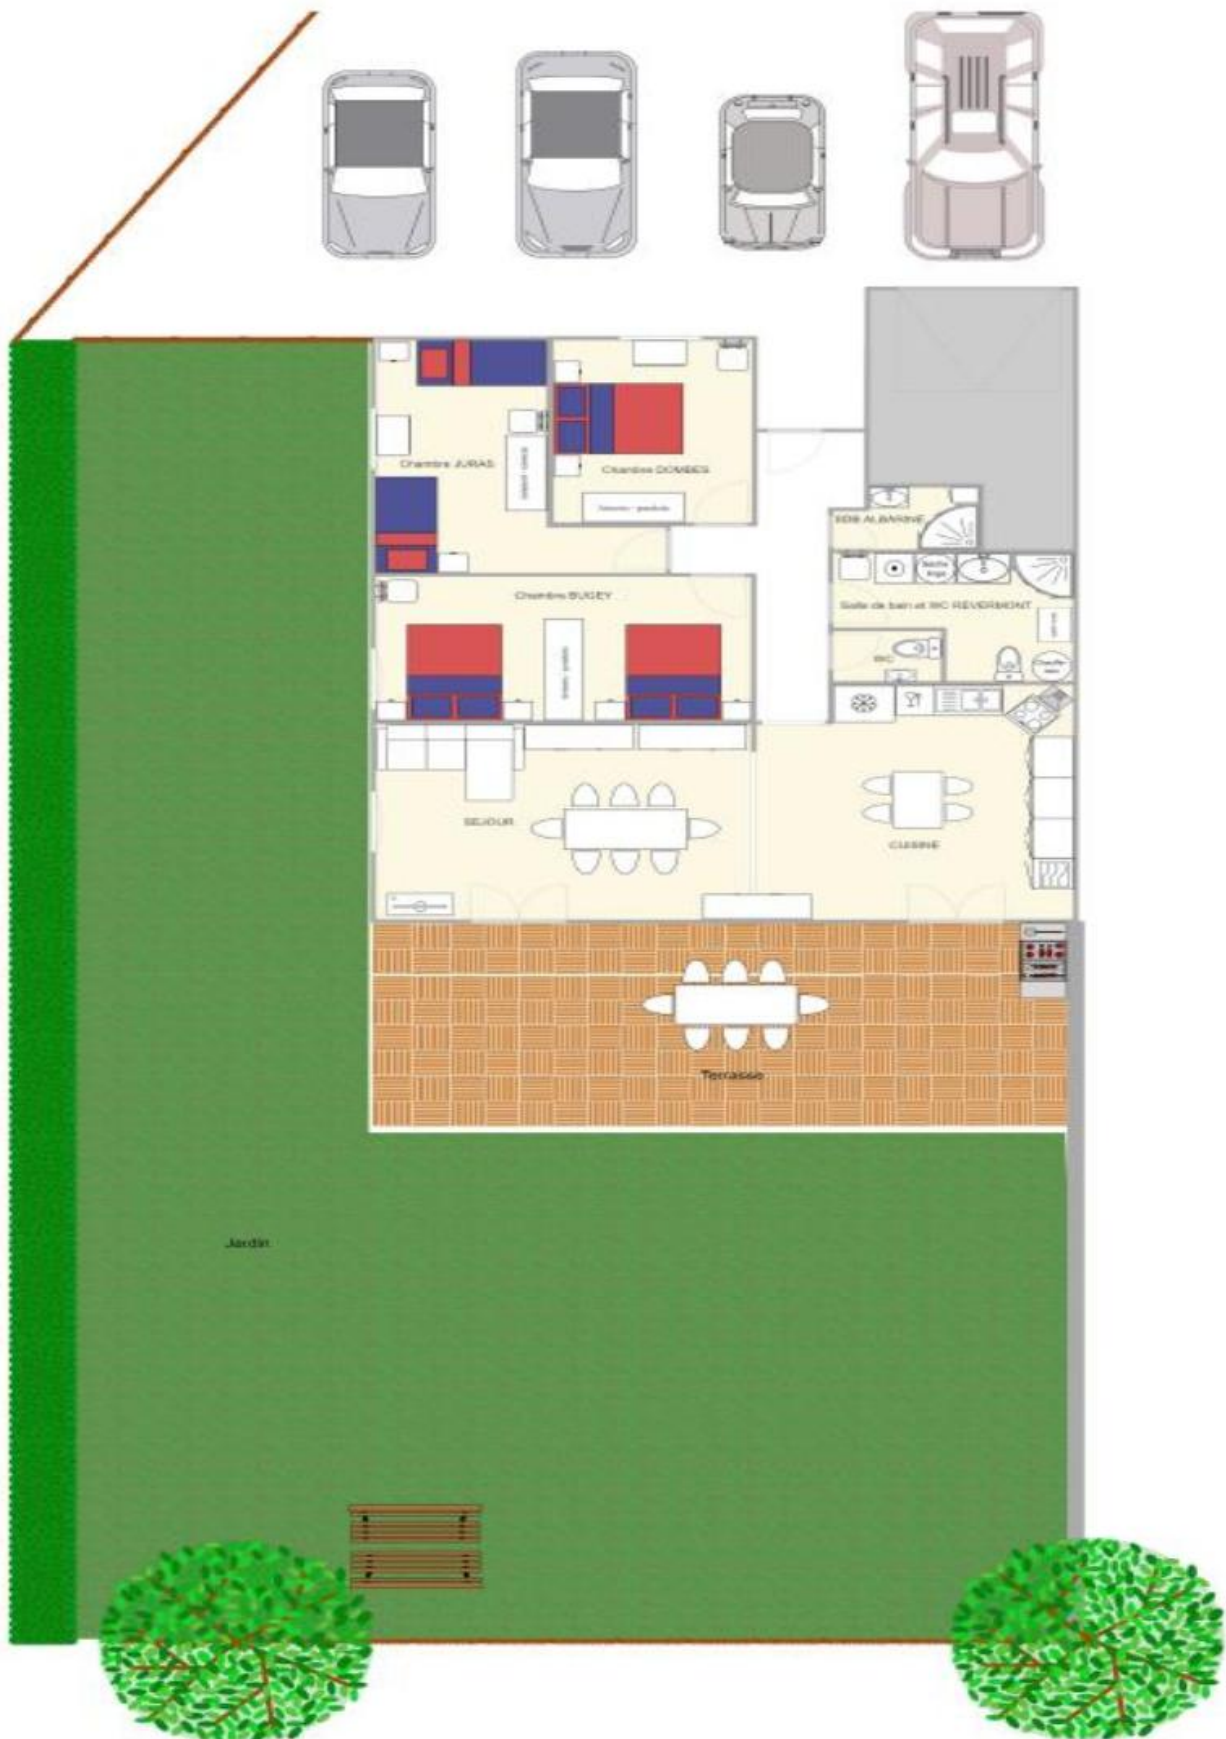 Chambre JURAS
Chambre DOMBES
SDB ALBARINE
Chambre BUGEY
Salle de bain et WC REVERMONT
WC
SEJOUR
CUISINE
Terrasse
Jardin